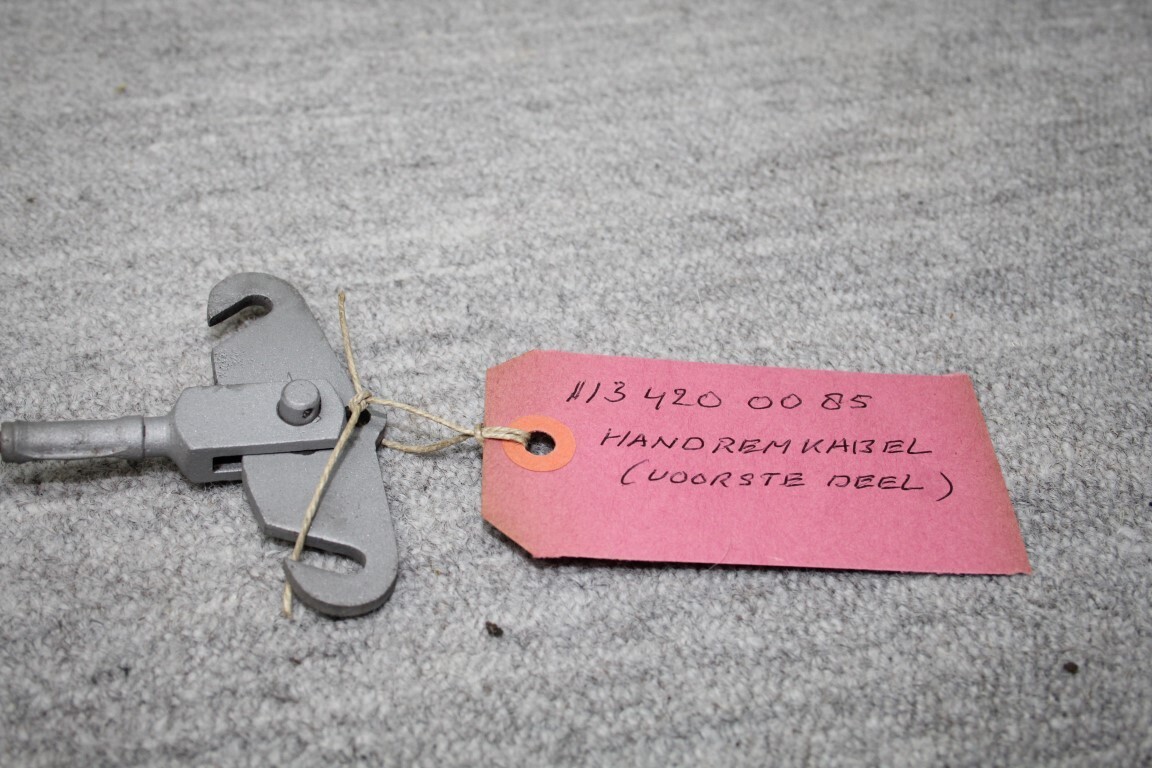 113 420 00 85
HANDREMKABEL
(VOORSTE DEEL)